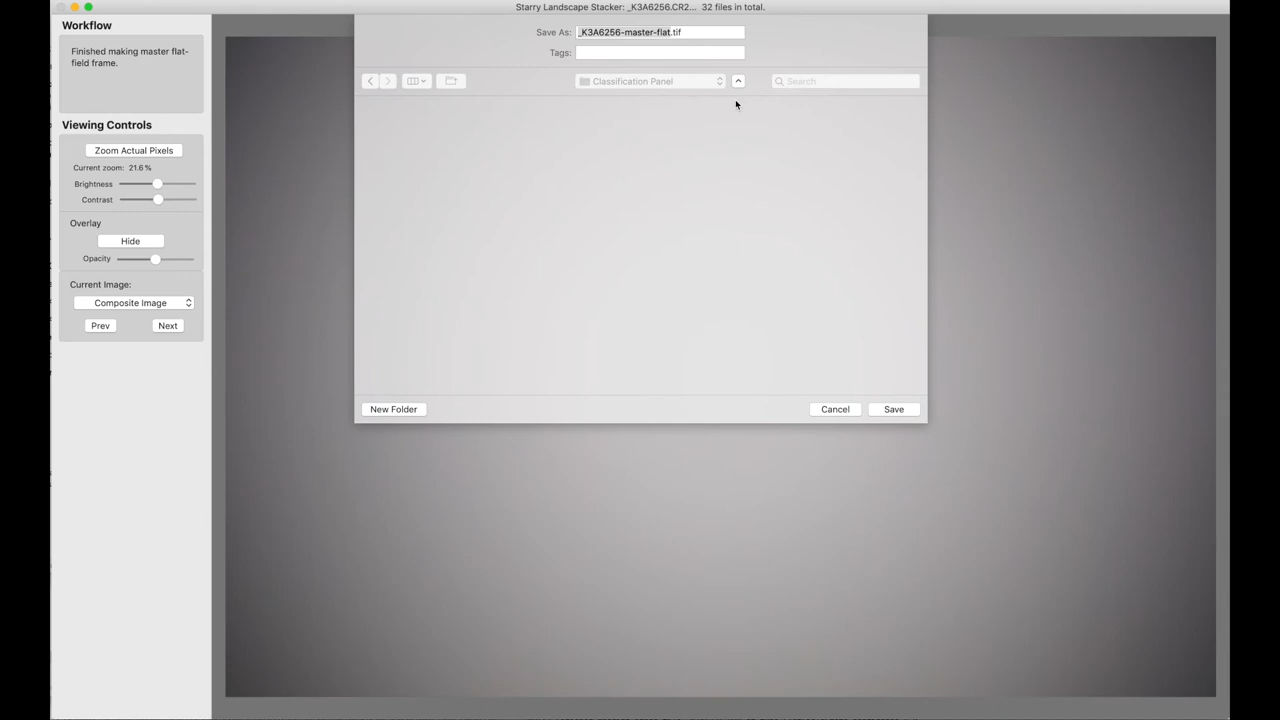 Starry Landscape Stacker: _K3A6256.CR2... 32 files in total.
Workflow
Finished making master flat-
field frame.
Viewing Controls
Zoom Actual Pixels
Current zoom: 21.6%
Brightness
Contrast
Overlay
Hide
Opacity
Current Image:
Composite Image
Prev Next
Save As: _K3A6256-master-flat.tif
Tags:
Classification Panel
Search
New Folder
Cancel
Save